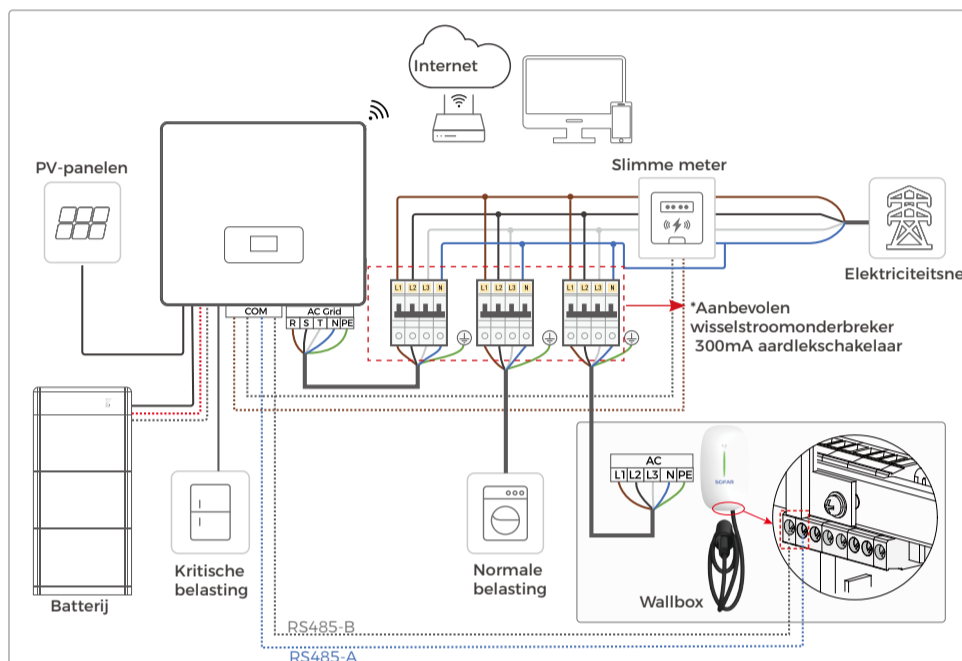 Internet
PV-panelen
Slimme meter
Elektriciteitsne
L1 L2 L3 N
L1 L2 L3 N
L1 L2 L3 N
COM
AC Grid
R S T N PE
*Aanbevolen
wisselstroomonderbreker
300mA aardlekschakelaar
AC
L1 L2 L3 N PE
SOFAR
Kritische
belasting
Normale
belasting
Batterij
Wallbox
RS485-B
RS485-A